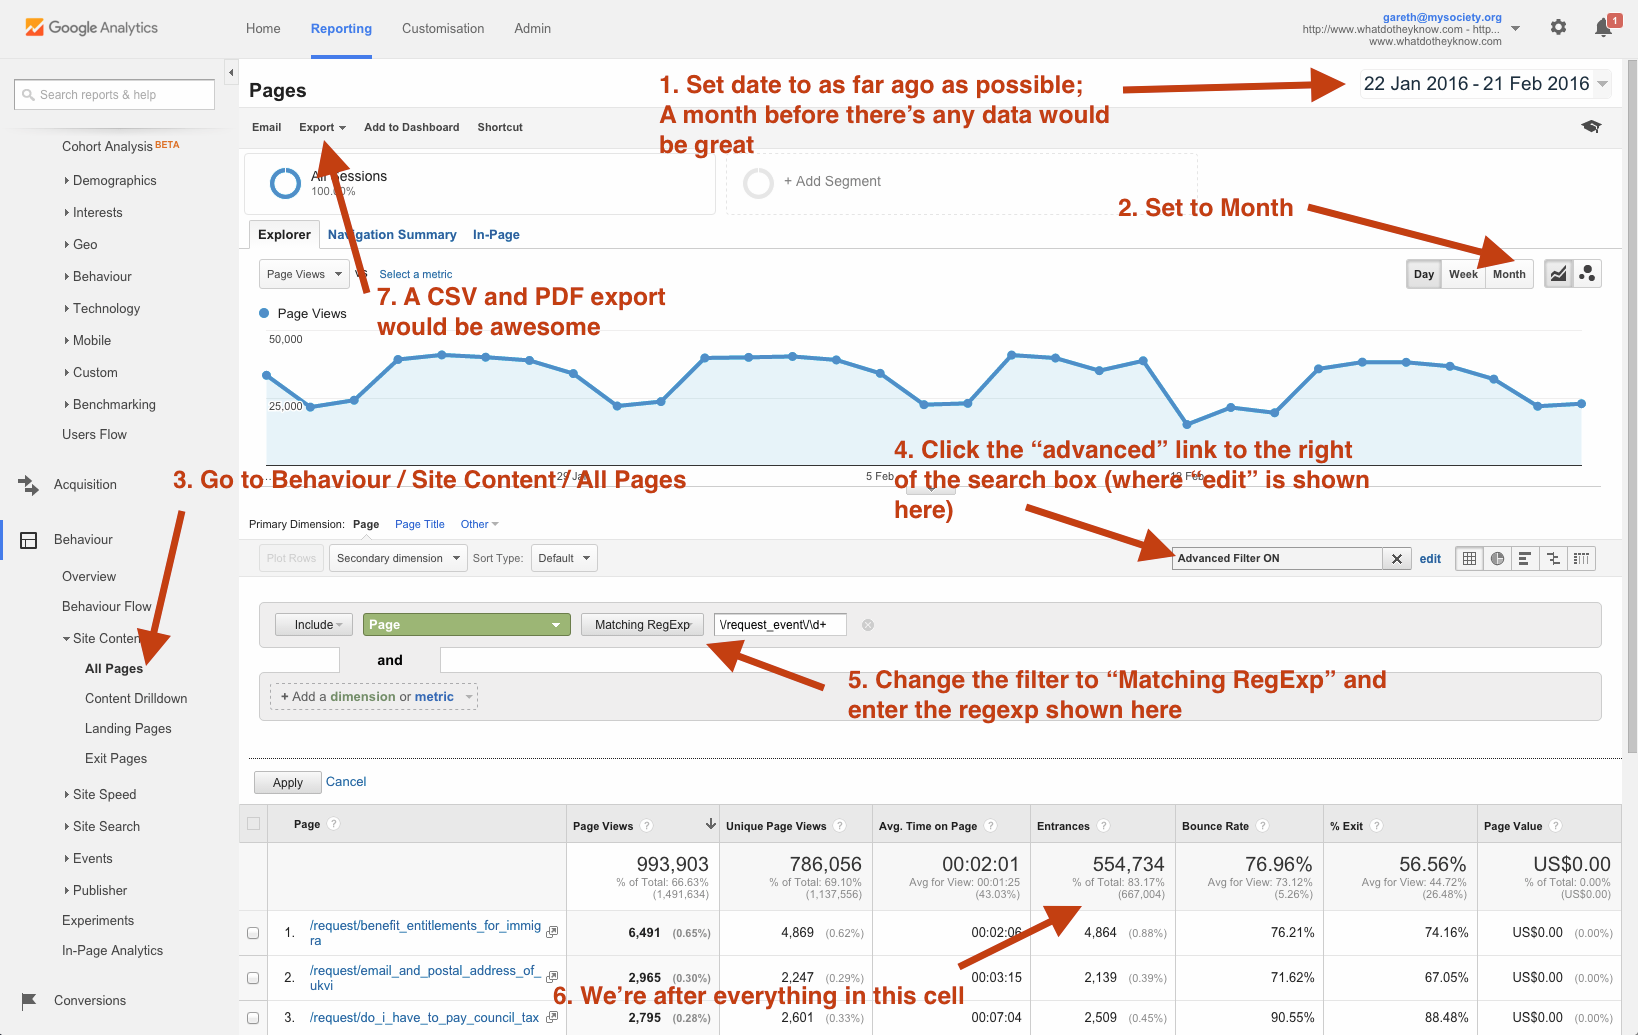 Google Analytics
Home
Reporting
Customisation
Admin
gareth@mysociety.org
http://www.whatdotheyknow.com - http...
www.whatdotheyknow.com
1
Search reports & help
Cohort Analysis BETA
Demographics
Interests
Geo
Behaviour
Technology
Mobile
Custom
Benchmarking
Users Flow
Acquisition
Behaviour
Overview
Behaviour Flow
Site Content
All Pages
Content Drilldown
Landing Pages
Exit Pages
Site Speed
Site Search
Events
Publisher
Experiments
In-Page Analytics
Conversions
Pages
1. Set date to as far ago as possible;
A month before there's any data would
be great
22 Jan 2016 - 21 Feb 2016
Email
Export
Add to Dashboard
Shortcut
All Sessions
100.00%
+ Add Segment
2. Set to Month
Explorer
Navigation Summary
In-Page
Page Views
vs
Select a metric
Day
Week
Month
7. A CSV and PDF export
would be awesome
Page Views
50,000
25,000
...
29 Jan
5 Feb
12 Feb
3. Go to Behaviour / Site Content / All Pages
4. Click the “advanced” link to the right
of the search box (where “edit” is shown
here)
Primary Dimension:
Page
Page Title
Other
Plot Rows
Secondary dimension
Sort Type:
Default
Advanced Filter ON
edit
Include
Page
Matching RegExp
\/request_event\/\d+
and
+ Add a dimension or metric
5. Change the filter to “Matching RegExp” and
enter the regexp shown here
Apply
Cancel
Page ?
Page Views ?
Unique Page Views ?
Avg. Time on Page ?
Entrances ?
Bounce Rate ?
% Exit ?
Page Value ?
993,903
% of Total: 66.63%
(1,491,634)
786,056
% of Total: 69.10%
(1,137,556)
00:02:01
Avg for View: 00:01:25
(43.03%)
554,734
% of Total: 83.17%
(667,004)
76.96%
Avg for View: 73.12%
(5.26%)
56.56%
Avg for View: 44.72%
(26.48%)
US$0.00
% of Total: 0.00%
(US$0.00)
1. /request/benefit_entitlements_for_immig
ra
6,491 (0.65%)
4,869 (0.62%)
00:02:06
4,864 (0.88%)
76.21%
74.16%
US$0.00 (0.00%)
2. /request/email_and_postal_address_of_
ukvi
2,965 (0.30%)
2,247 (0.29%)
00:03:15
2,139 (0.39%)
71.62%
67.05%
US$0.00 (0.00%)
6. We're after everything in this cell
3. /request/do_i_have_to_pay_council_tax
2,795 (0.28%)
2,601 (0.33%)
00:07:04
2,509 (0.45%)
90.55%
88.48%
US$0.00 (0.00%)